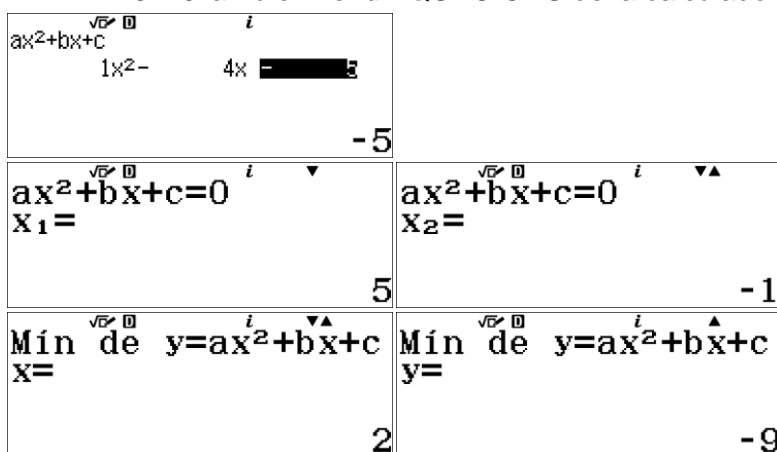 √▱ D i
ax²+bx+c
1x²- 4x - 5
-5
√▱ D i ▼
ax²+bx+c=0
x₁=
5
√▱ D i ▼▲
ax²+bx+c=0
x₂=
-1
√▱ D i ▼▲
Mín de y=ax²+bx+c
x=
2
√▱ D i ▲
Mín de y=ax²+bx+c
y=
-9